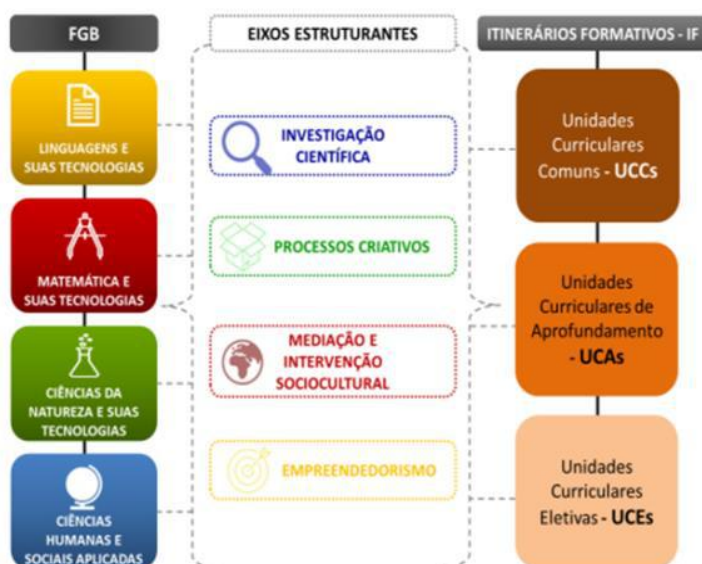 FGB
LINGUAGENS E
SUAS TECNOLOGIAS
MATEMÁTICA E
SUAS TECNOLOGIAS
CIÊNCIAS DA
NATUREZA E SUAS
TECNOLOGIAS
CIÊNCIAS
HUMANAS E
SOCIAIS APLICADAS
EIXOS ESTRUTURANTES
INVESTIGAÇÃO
CIENTÍFICA
PROCESSOS CRIATIVOS
MEDIAÇÃO E
INTERVENÇÃO
SOCIOCULTURAL
EMPREENDEDORISMO
ITINERÁRIOS FORMATIVOS - IF
Unidades
Curriculares
Comuns - UCCs
Unidades
Curriculares de
Aprofundamento
- UCAs
Unidades
Curriculares
Eletivas - UCEs